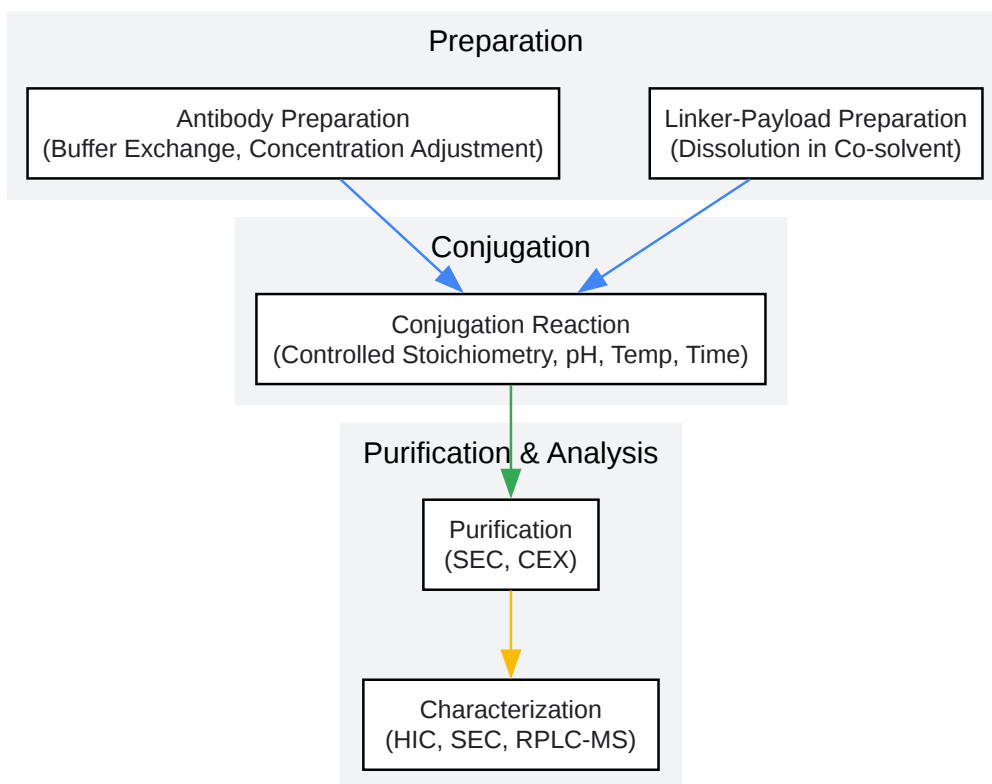 Preparation
Antibody Preparation
(Buffer Exchange, Concentration Adjustment)
Linker-Payload Preparation
(Dissolution in Co-solvent)
Conjugation
Conjugation Reaction
(Controlled Stoichiometry, pH, Temp, Time)
Purification & Analysis
Purification
(SEC, CEX)
Characterization
(HIC, SEC, RPLC-MS)